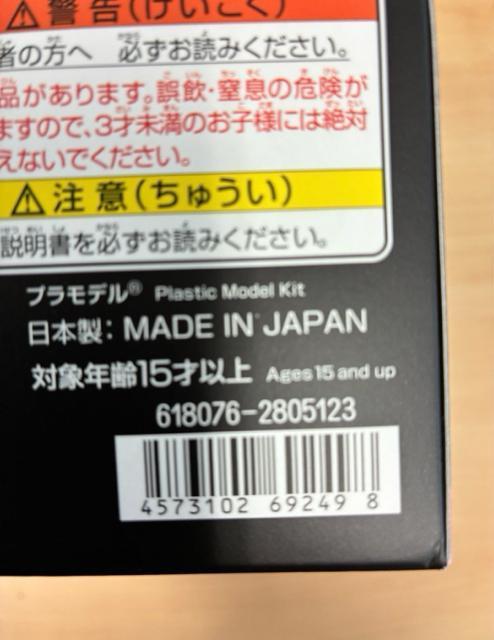 ⚠警告(けいこく)
者の方へ 必ずお読みください。
品があります。誤飲・窒息の危険が
ますので、3才未満のお子様には絶対
えないでください。
⚠注意(ちゅうい)
説明書を必ずお読みください。
プラモデル® Plastic Model Kit
日本製: MADE IN JAPAN
対象年齢15才以上 Ages 15 and up
618076-2805123
4573102 69249 8